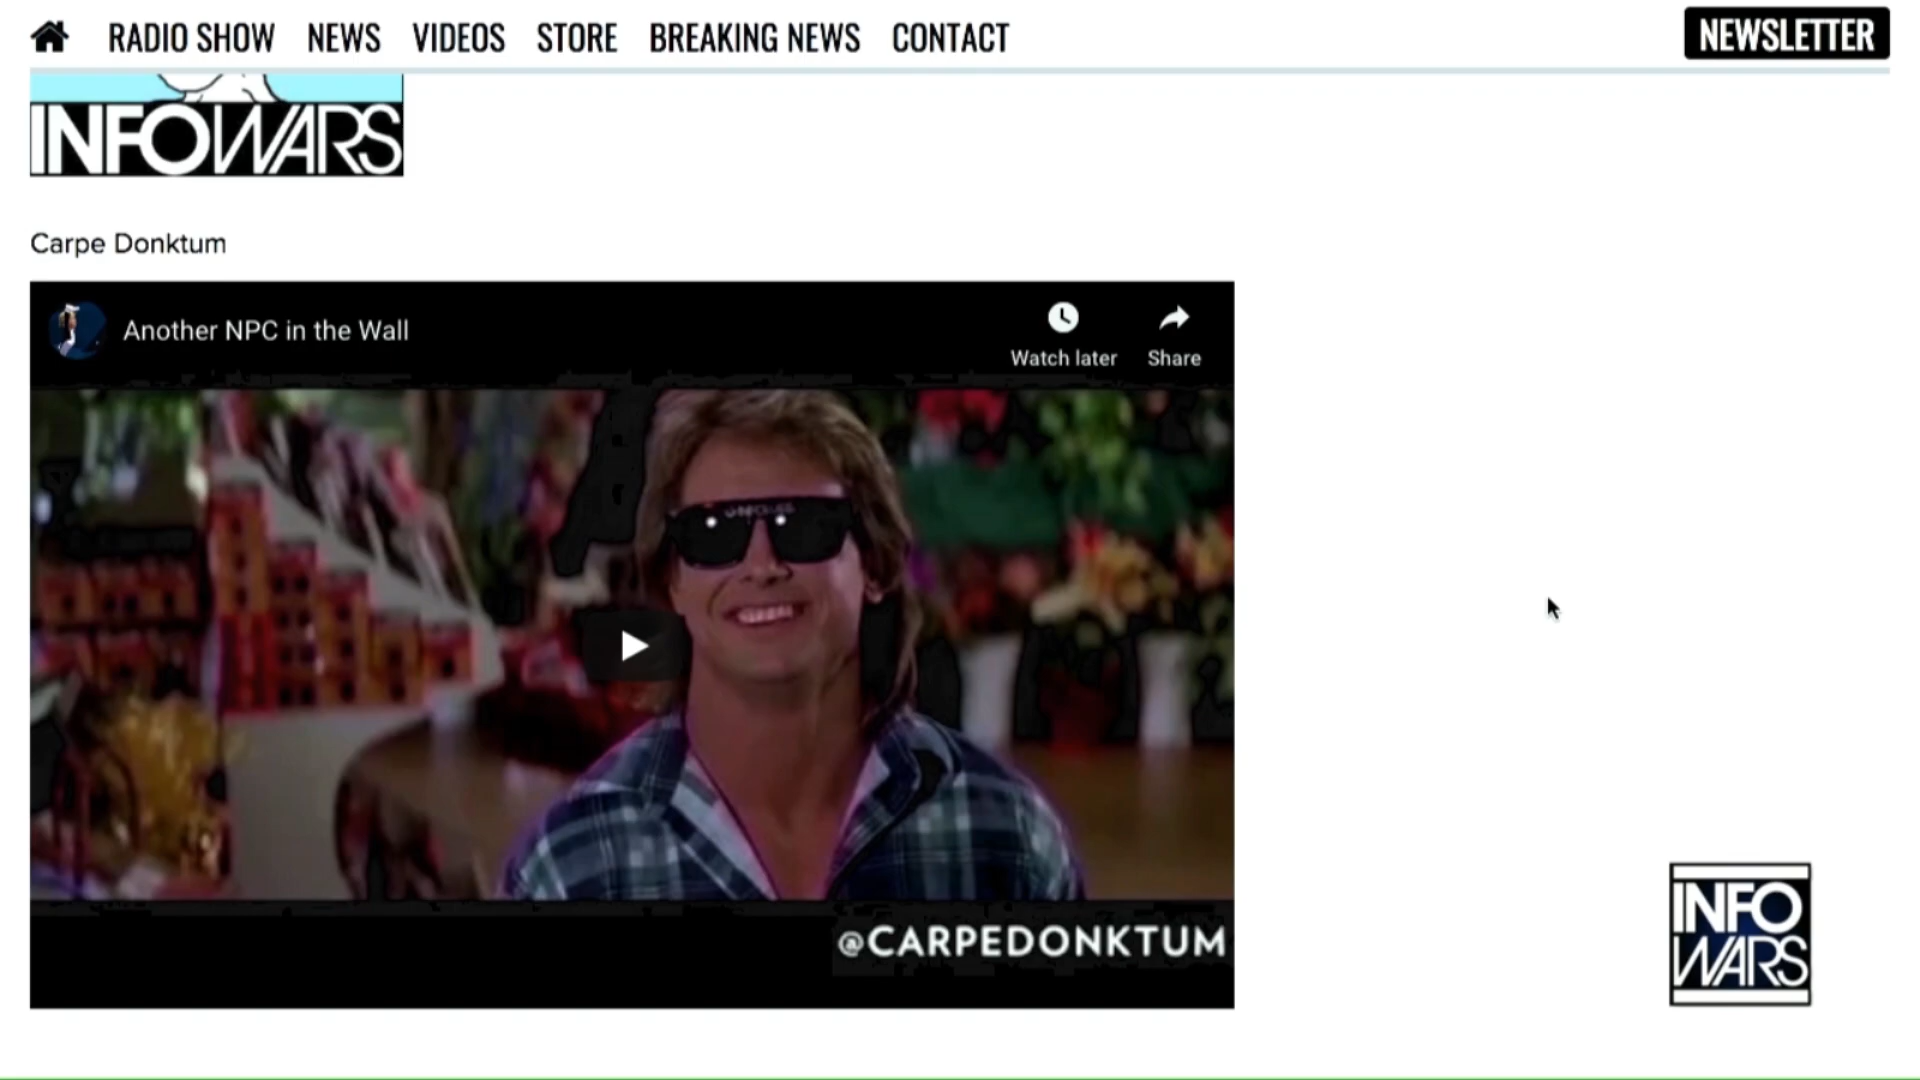 RADIO SHOW NEWS VIDEOS STORE BREAKING NEWS CONTACT NEWSLETTER
INFOWARS
Carpe Donktum
Another NPC in the Wall
Watch later Share
@CARPEDONKTUM
INFO
WARS